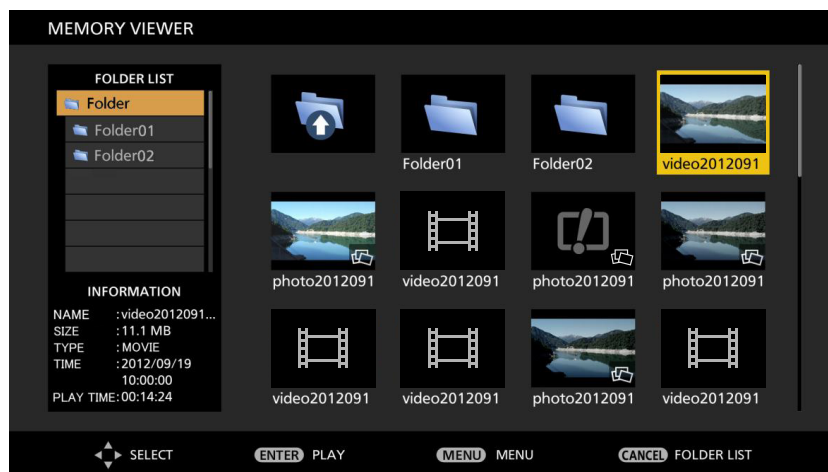 MEMORY VIEWER
FOLDER LIST
Folder
Folder01
Folder02
INFORMATION
NAME :video2012091...
SIZE :11.1 MB
TYPE :MOVIE
TIME :2012/09/19
10:00:00
PLAY TIME:00:14:24
Folder01 Folder02 video2012091
photo2012091 video2012091 photo2012091 photo2012091
video2012091 video2012091 photo2012091 video2012091
SELECT ENTER PLAY MENU MENU CANCEL FOLDER LIST